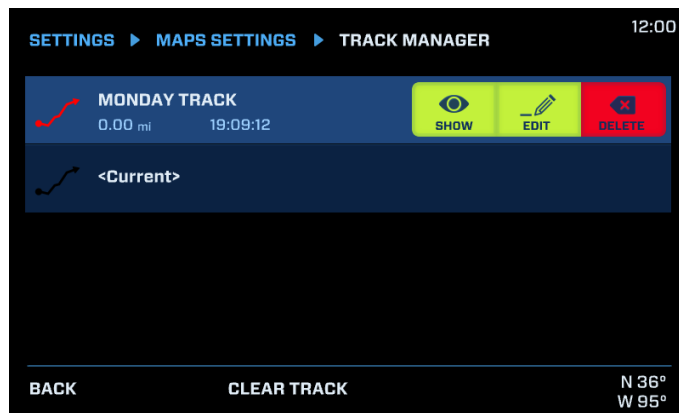 SETTINGS ▶ MAPS SETTINGS ▶ TRACK MANAGER 12:00
MONDAY TRACK
0.00 mi 19:09:12
SHOW EDIT DELETE
<Current>
BACK CLEAR TRACK N 36°
W 95°